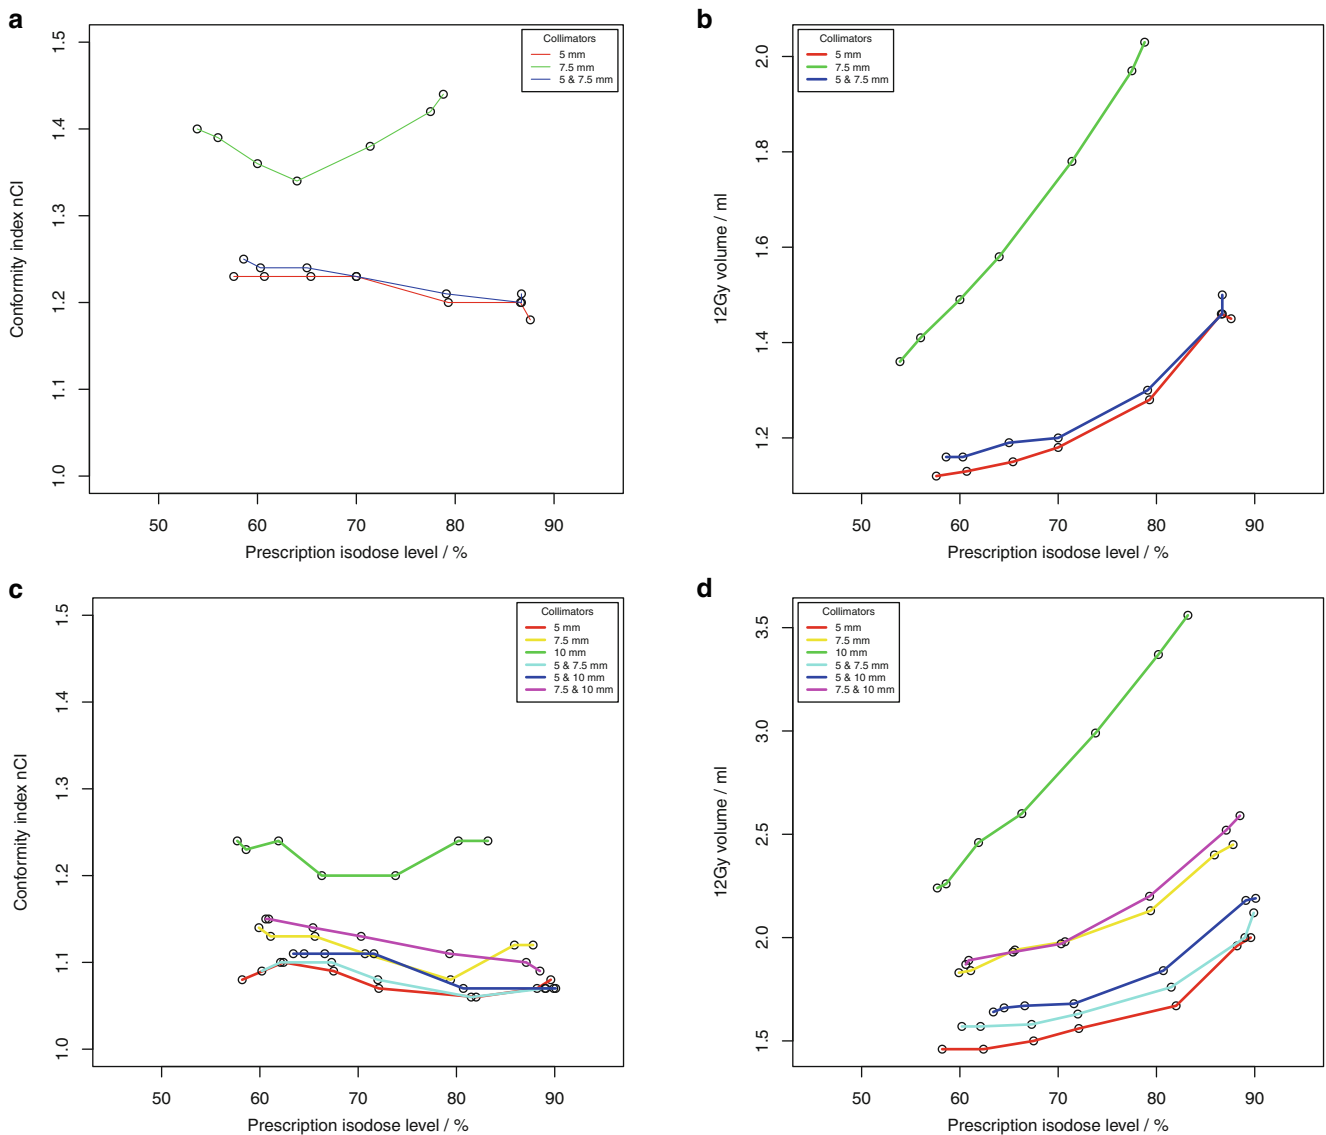 a
Conformity index nCI
1.5
1.4
1.3
1.2
1.1
1.0
Collimators
5 mm
7.5 mm
5 & 7.5 mm
50 60 70 80 90
Prescription isodose level / %
b
12Gy volume / ml
2.0
1.8
1.6
1.4
1.2
Collimators
5 mm
7.5 mm
5 & 7.5 mm
50 60 70 80 90
Prescription isodose level / %
c
Conformity index nCI
1.5
1.4
1.3
1.2
1.1
1.0
Collimators
5 mm
7.5 mm
10 mm
5 & 7.5 mm
5 & 10 mm
7.5 & 10 mm
50 60 70 80 90
Prescription isodose level / %
d
12Gy volume / ml
3.5
3.0
2.5
2.0
1.5
Collimators
5 mm
7.5 mm
10 mm
5 & 7.5 mm
5 & 10 mm
7.5 & 10 mm
50 60 70 80 90
Prescription isodose level / %